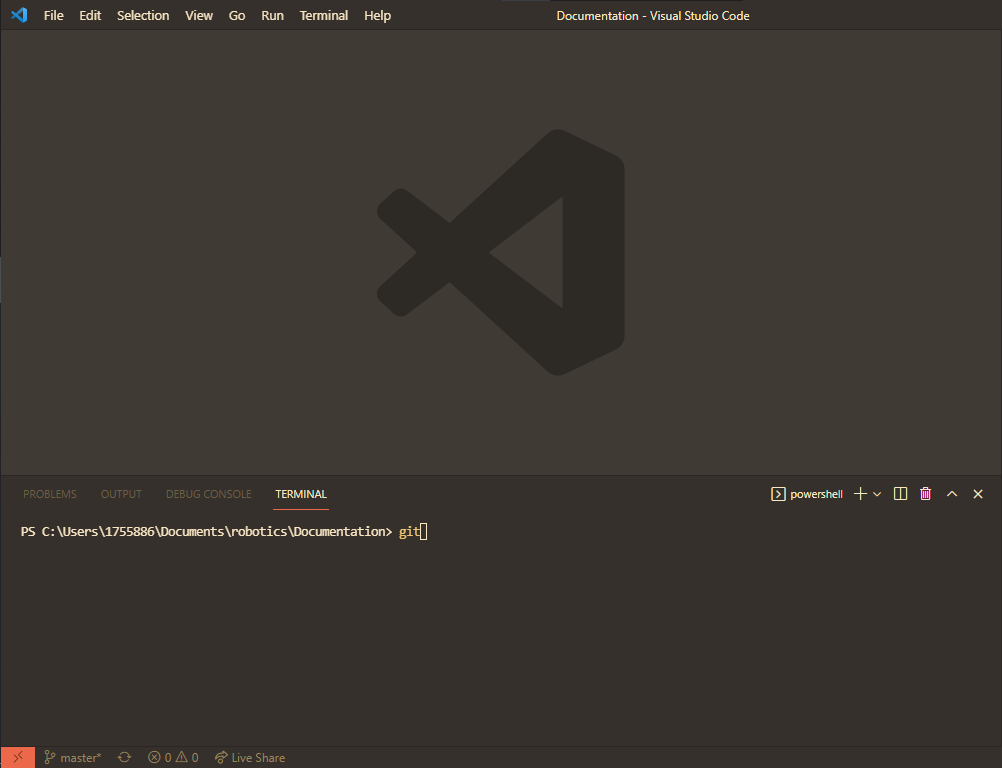 File Edit Selection View Go Run Terminal Help Documentation - Visual Studio Code
PROBLEMS OUTPUT DEBUG CONSOLE TERMINAL powershell
PS C:\Users\1755886\Documents\robotics\Documentation> git
master* 0 0 Live Share